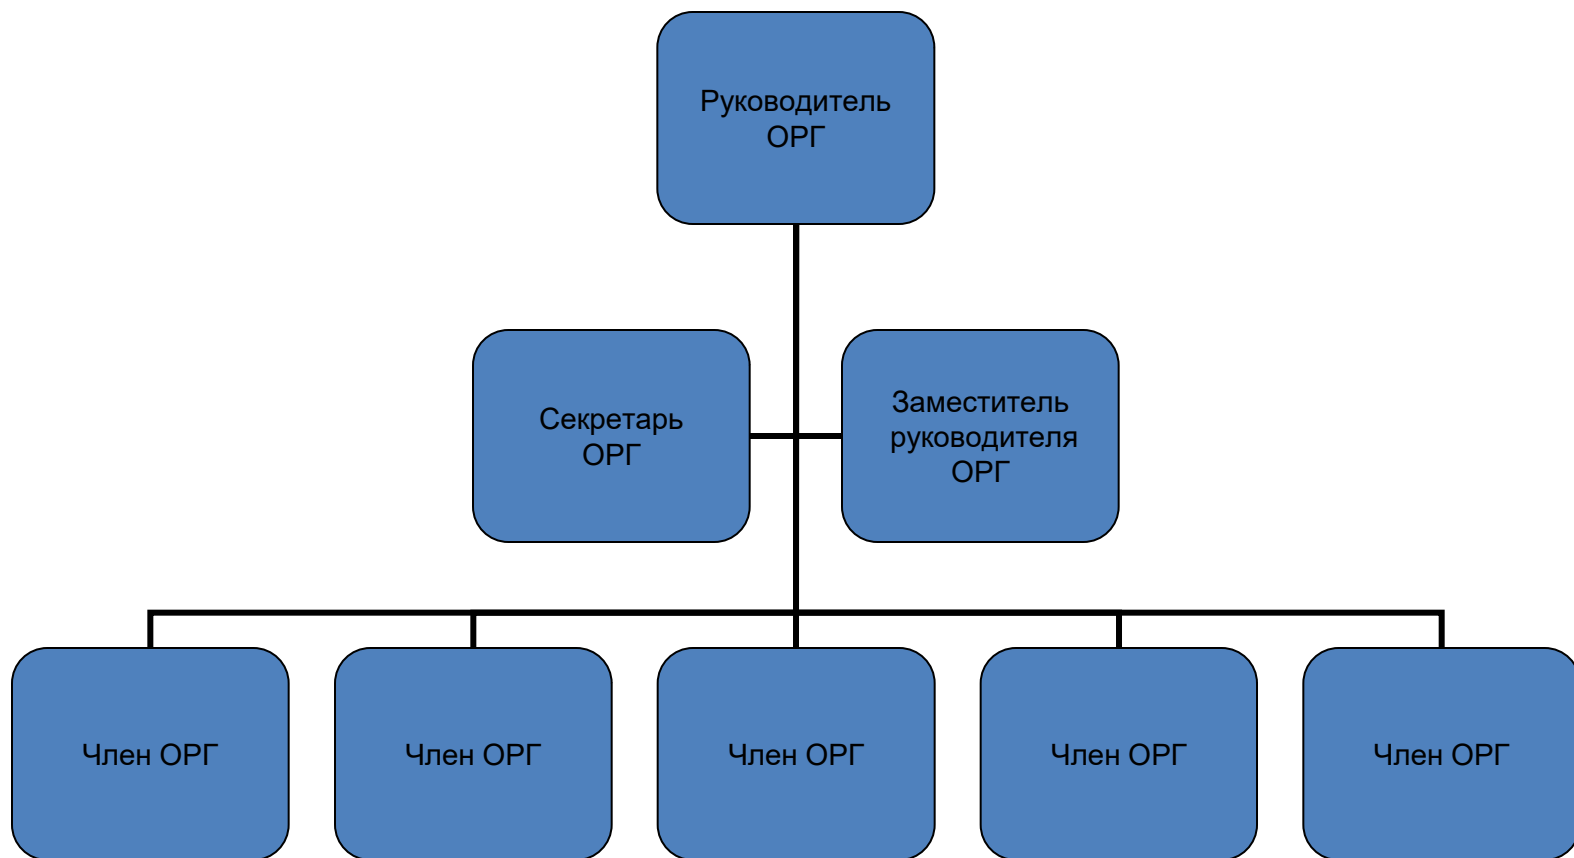 Руководитель
ОРГ
Секретарь
ОРГ
Заместитель
руководителя
ОРГ
Член ОРГ
Член ОРГ
Член ОРГ
Член ОРГ
Член ОРГ